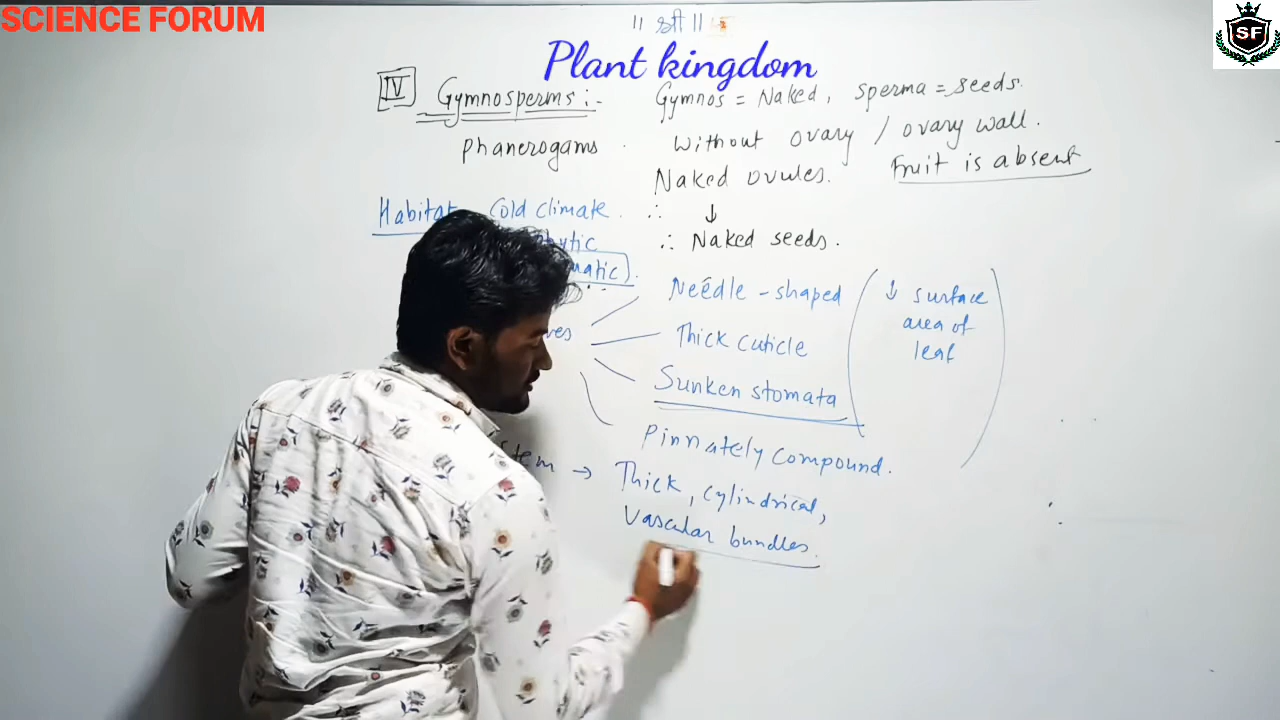 SCIENCE FORUM
|| श्री ||
SF
Plant kingdom
IV Gymnosperms :- Gymnos = Naked, sperma = seeds.
phanerogams . Without ovary / ovary wall.
Naked ovules. Fruit is absent
Habitat Cold climate . ∴ ↓
∴ Naked seeds.
Needle - shaped
↓ surface
area of
leaf
Thick cuticle
Sunken stomata
Pinnately compound.
Stem → Thick, cylindrical,
Vascular bundles.